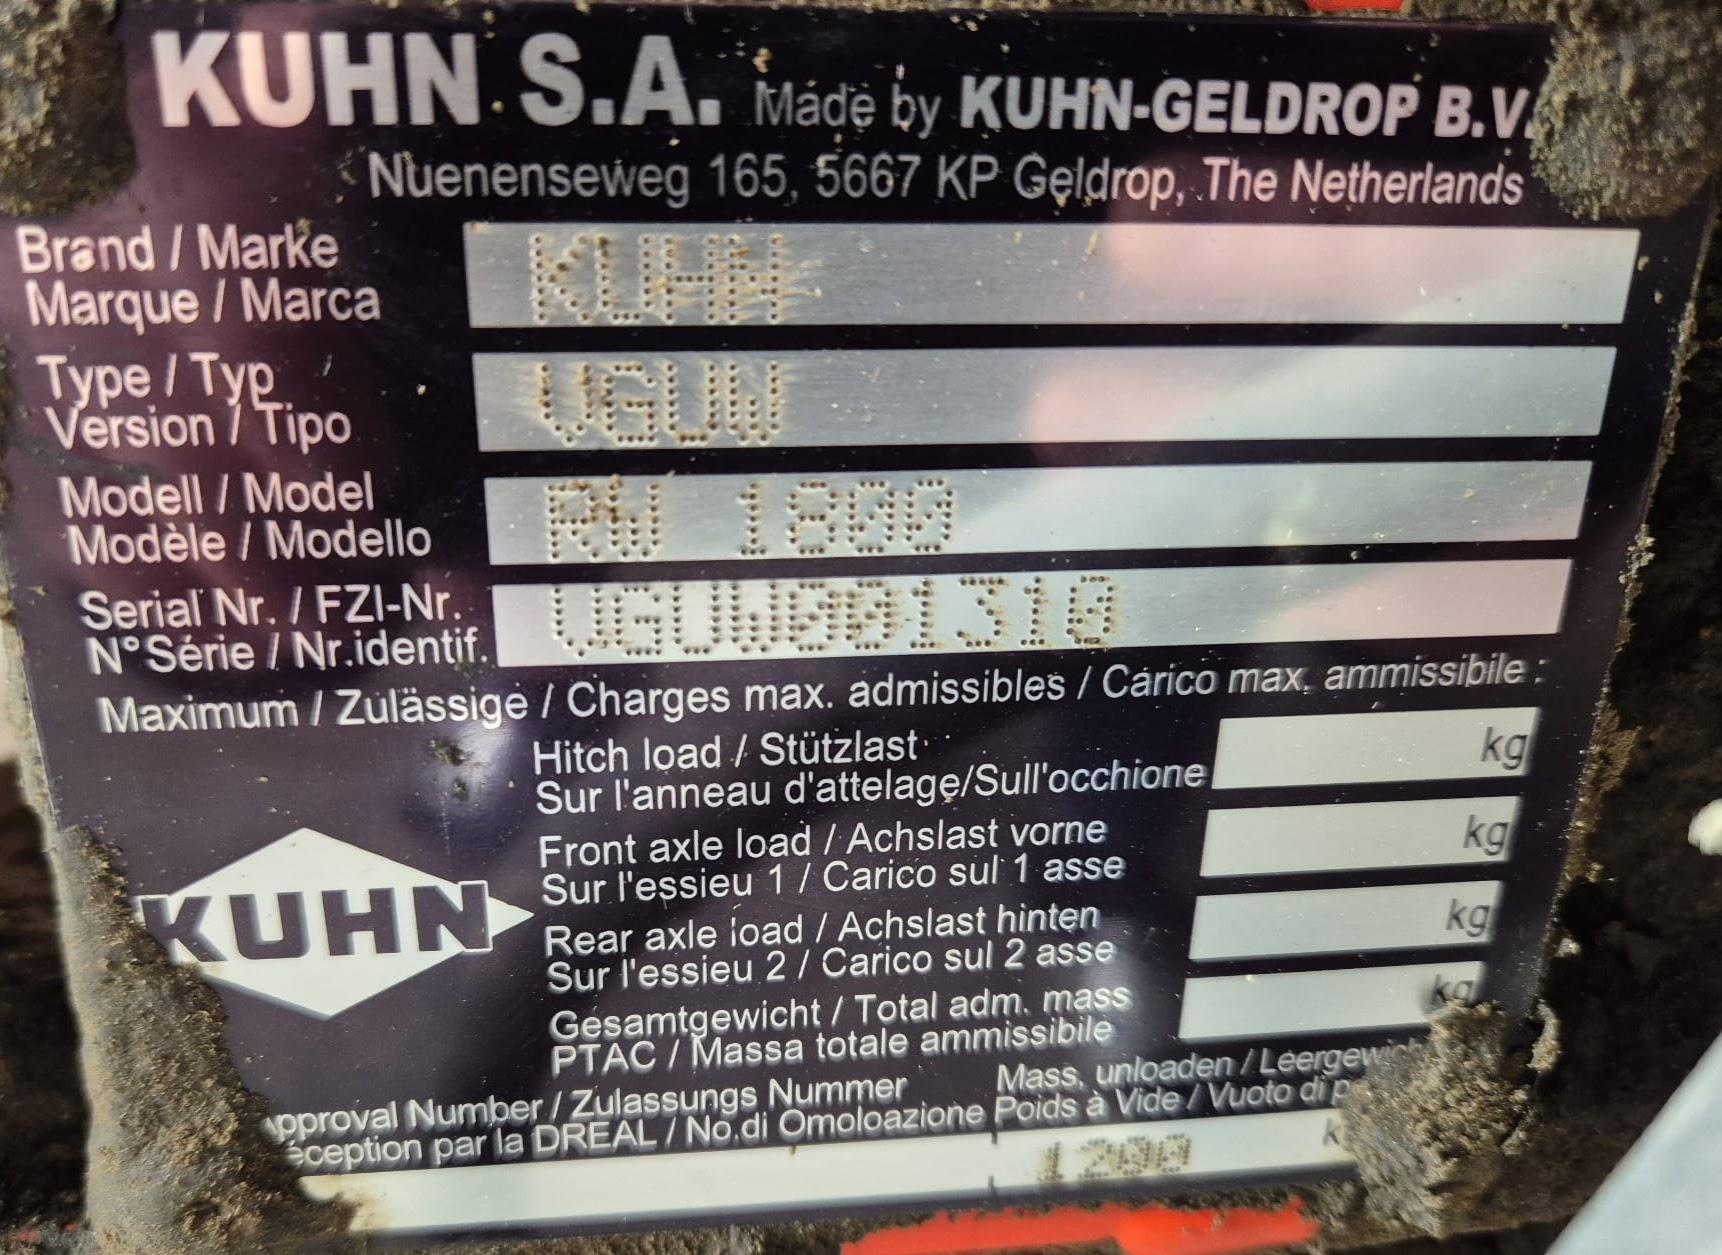 KUHN S.A. Made by KUHN-GELDROP B.V.
Nuenenseweg 165, 5667 KP Geldrop, The Netherlands
Brand / Marke
Marque / Marca
KUHN
Type / Typ
Version / Tipo
VGUW
Modell / Model
Modèle / Modello
RW 1800
Serial Nr. / FZI-Nr.
N° Série / Nr.identif.
VGUW001310
Maximum / Zulässige / Charges max. admissibles / Carico max. ammissibile :
Hitch load / Stützlast
Sur l'anneau d'attelage/Sull'occhione
kg
Front axle load / Achslast vorne
Sur l'essieu 1 / Carico sul 1 asse
kg
Rear axle load / Achslast hinten
Sur l'essieu 2 / Carico sul 2 asse
kg
Gesamtgewicht / Total adm. mass
PTAC / Massa totale ammissibile
kg
KUHN
Number / Zulassungs Nummer
par la DREAL / No.di Omoloazione
Mass. unloaden /
Poids à Vide / Vuoto di
1200